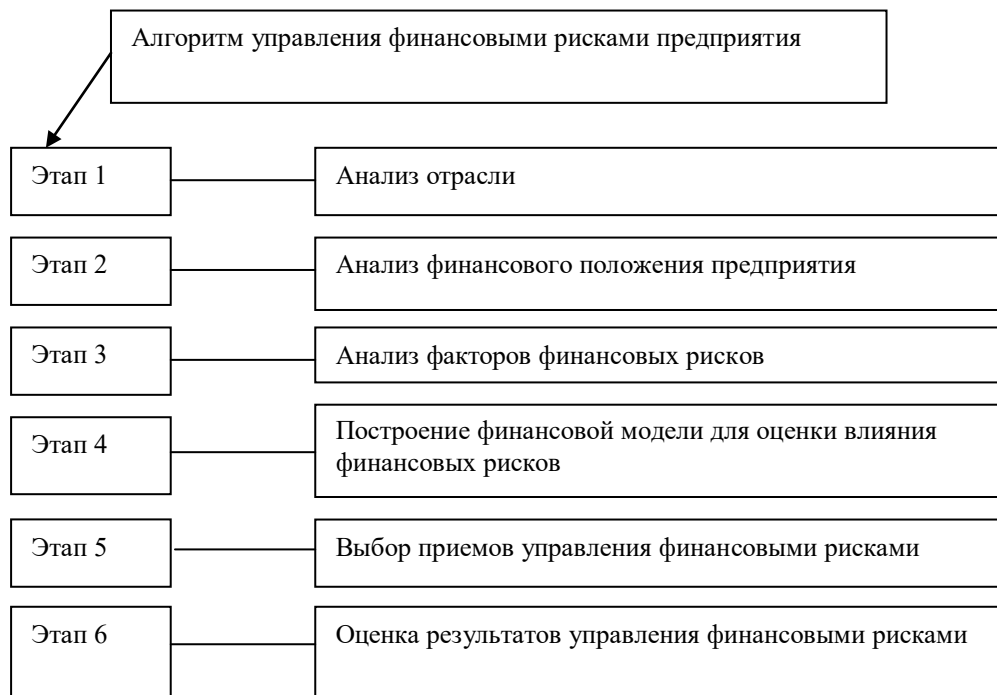 Алгоритм управления финансовыми рисками предприятия
Этап 1
Анализ отрасли
Этап 2
Анализ финансового положения предприятия
Этап 3
Анализ факторов финансовых рисков
Этап 4
Построение финансовой модели для оценки влияния
финансовых рисков
Этап 5
Выбор приемов управления финансовыми рисками
Этап 6
Оценка результатов управления финансовыми рисками